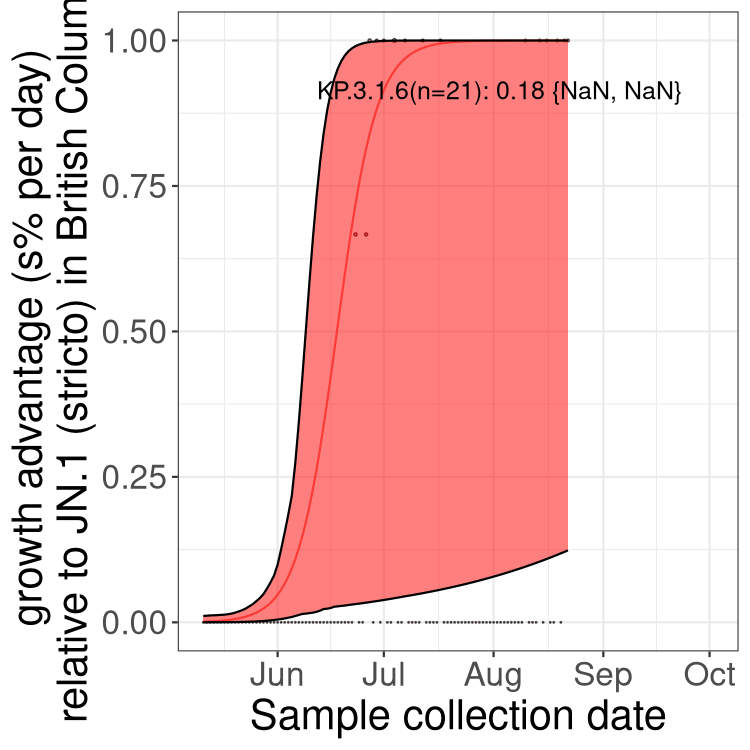 growth advantage (s% per day)
relative to JN.1 (stricto) in British Colum
1.00
0.75
0.50
0.25
0.00
KP.3.1.6(n=21): 0.18 {NaN, NaN}
Jun Jul Aug Sep Oct
Sample collection date